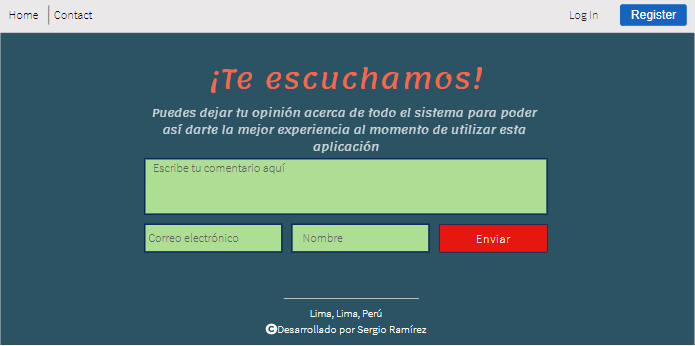 Home
Contact
Log In
Register
¡Te escuchamos!
Puedes dejar tu opinión acerca de todo el sistema para poder
así darte la mejor experiencia al momento de utilizar esta
aplicación
Escribe tu comentario aquí
Correo electrónico
Nombre
Enviar
Lima, Lima, Perú
©Desarrollado por Sergio Ramírez